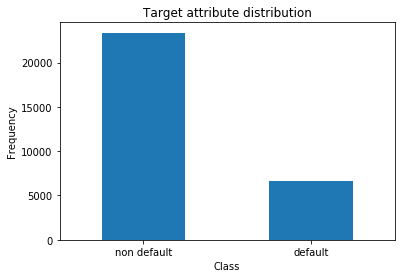 Target attribute distribution
Frequency
20000
15000
10000
5000
0
non default
default
Class